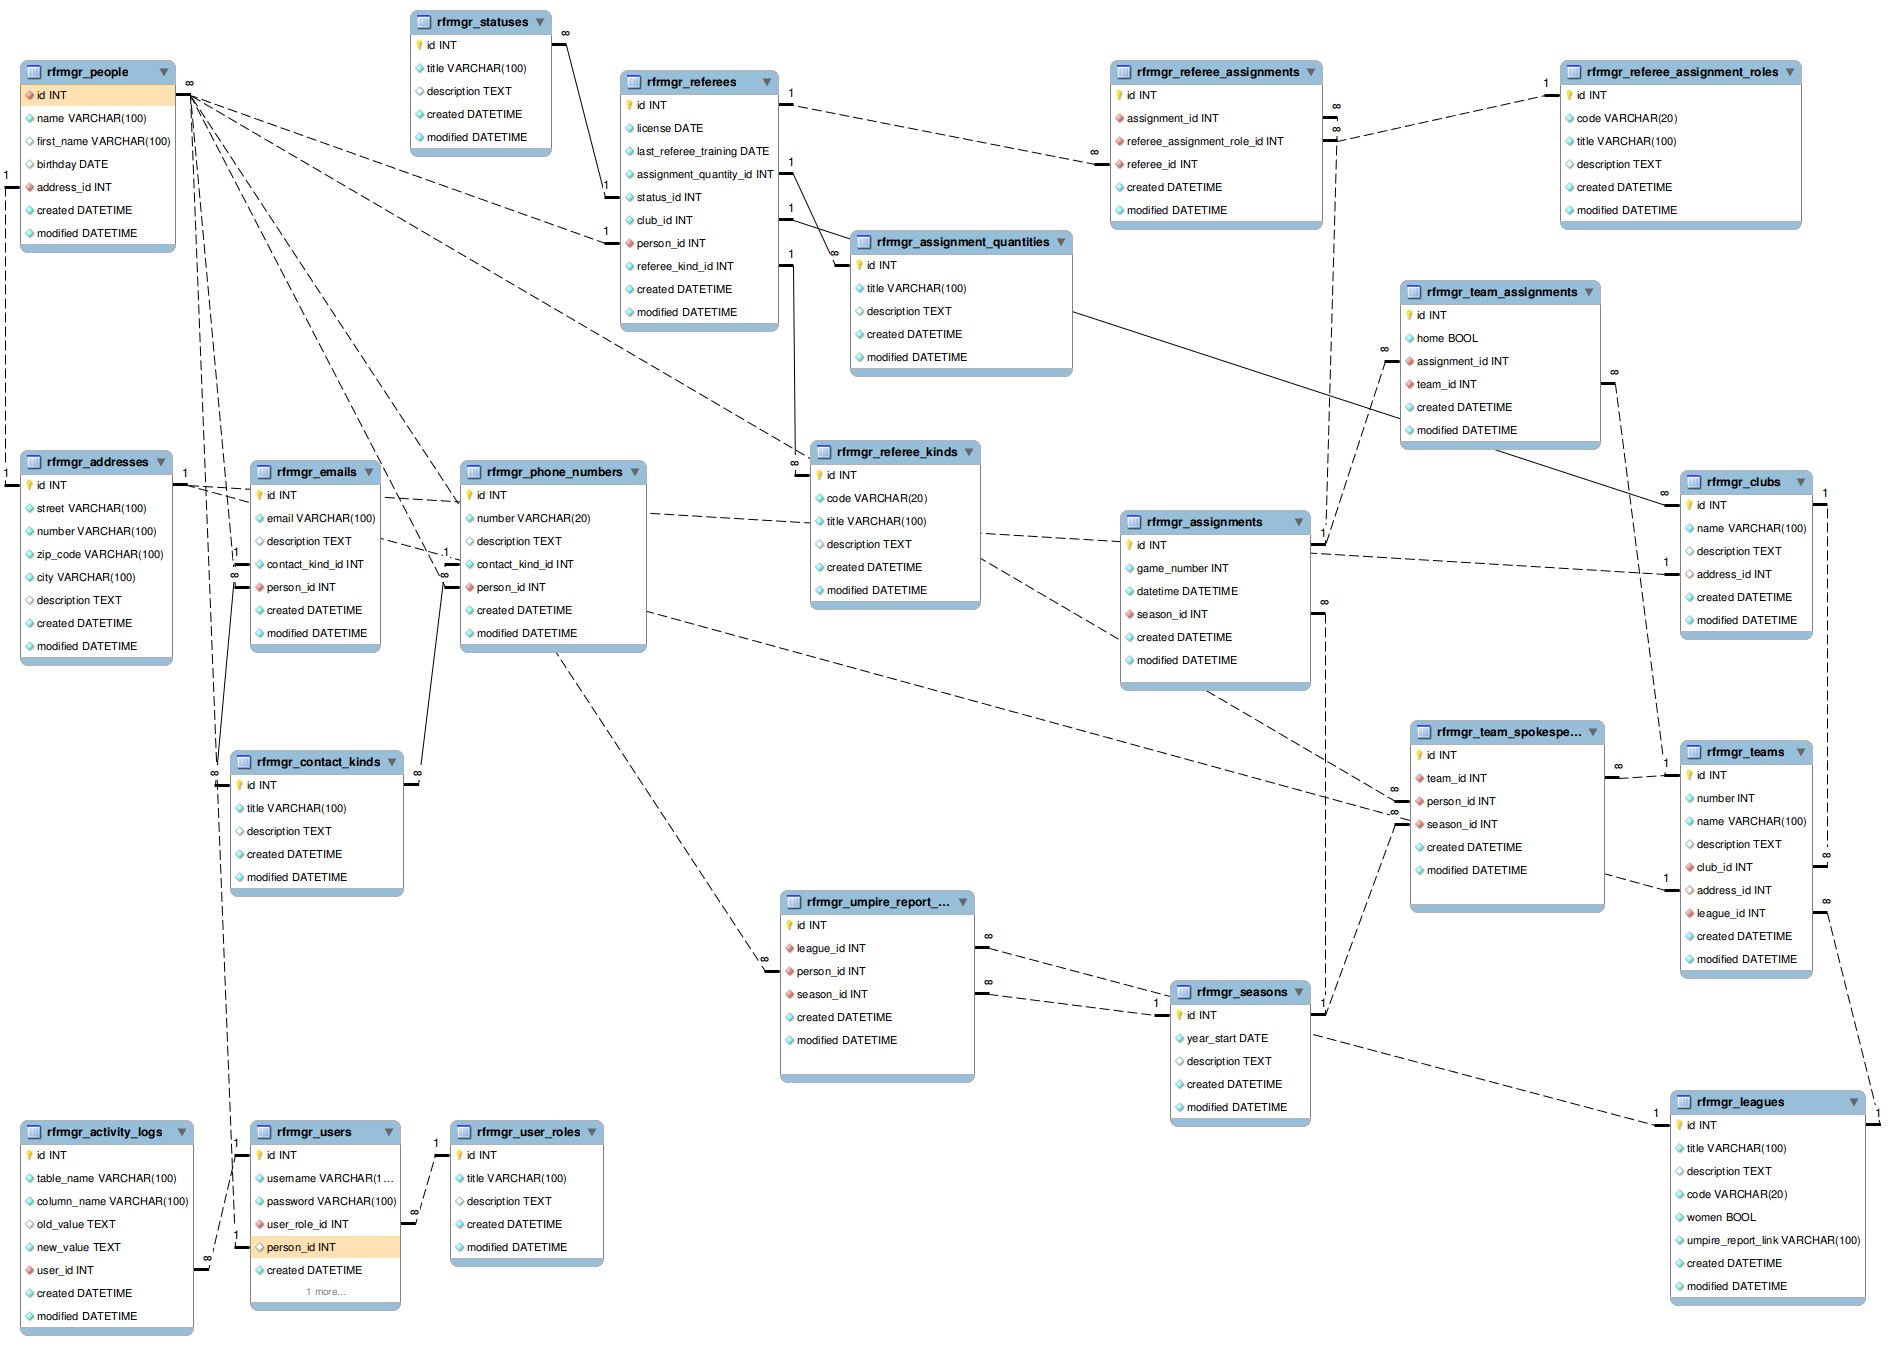 rfrmgr_statuses
id INT
title VARCHAR(100)
description TEXT
created DATETIME
modified DATETIME
rfrmgr_people
id INT
name VARCHAR(100)
first_name VARCHAR(100)
birthday DATE
address_id INT
created DATETIME
modified DATETIME
rfrmgr_referees
id INT
license DATE
last_referee_training DATE
assignment_quantity_id INT
status_id INT
club_id INT
person_id INT
referee_kind_id INT
created DATETIME
modified DATETIME
rfrmgr_referee_assignments
id INT
assignment_id INT
referee_assignment_role_id INT
referee_id INT
created DATETIME
modified DATETIME
rfrmgr_referee_assignment_roles
id INT
code VARCHAR(20)
title VARCHAR(100)
description TEXT
created DATETIME
modified DATETIME
rfrmgr_assignment_quantities
id INT
title VARCHAR(100)
description TEXT
created DATETIME
modified DATETIME
rfrmgr_team_assignments
id INT
home BOOL
assignment_id INT
team_id INT
created DATETIME
modified DATETIME
rfrmgr_addresses
id INT
street VARCHAR(100)
number VARCHAR(100)
zip_code VARCHAR(100)
city VARCHAR(100)
description TEXT
created DATETIME
modified DATETIME
rfrmgr_emails
id INT
email VARCHAR(100)
description TEXT
contact_kind_id INT
person_id INT
created DATETIME
modified DATETIME
rfrmgr_phone_numbers
id INT
number VARCHAR(20)
description TEXT
contact_kind_id INT
person_id INT
created DATETIME
modified DATETIME
rfrmgr_referee_kinds
id INT
code VARCHAR(20)
title VARCHAR(100)
description TEXT
created DATETIME
modified DATETIME
rfrmgr_assignments
id INT
game_number INT
datetime DATETIME
season_id INT
created DATETIME
modified DATETIME
rfrmgr_clubs
id INT
name VARCHAR(100)
description TEXT
address_id INT
created DATETIME
modified DATETIME
rfrmgr_contact_kinds
id INT
title VARCHAR(100)
description TEXT
created DATETIME
modified DATETIME
rfrmgr_team_spokespe...
id INT
team_id INT
person_id INT
season_id INT
created DATETIME
modified DATETIME
rfrmgr_teams
id INT
number INT
name VARCHAR(100)
description TEXT
club_id INT
address_id INT
league_id INT
created DATETIME
modified DATETIME
rfrmgr_umpire_report_...
id INT
league_id INT
person_id INT
season_id INT
created DATETIME
modified DATETIME
rfrmgr_seasons
id INT
year_start DATE
description TEXT
created DATETIME
modified DATETIME
rfrmgr_leagues
id INT
title VARCHAR(100)
description TEXT
code VARCHAR(20)
women BOOL
umpire_report_link VARCHAR(100)
created DATETIME
modified DATETIME
rfrmgr_activity_logs
id INT
table_name VARCHAR(100)
column_name VARCHAR(100)
old_value TEXT
new_value TEXT
user_id INT
created DATETIME
modified DATETIME
rfrmgr_users
id INT
username VARCHAR(1...
password VARCHAR(100)
user_role_id INT
person_id INT
created DATETIME
1 more...
rfrmgr_user_roles
id INT
title VARCHAR(100)
description TEXT
created DATETIME
modified DATETIME